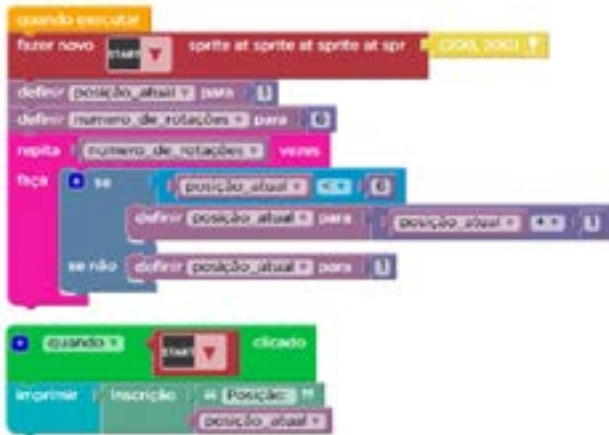 quando executar
fazer novo START sprite at sprite at sprite at spr (200, 200)
definir posição_atual para 1
definir numero_de_rotações para 6
repita numero_de_rotações vezes
faça se posição_atual < 6
definir posição_atual para posição_atual + 1
se não definir posição_atual para 1
quando START clicado
imprimir Inscrição “ Posição: ”
posição_atual